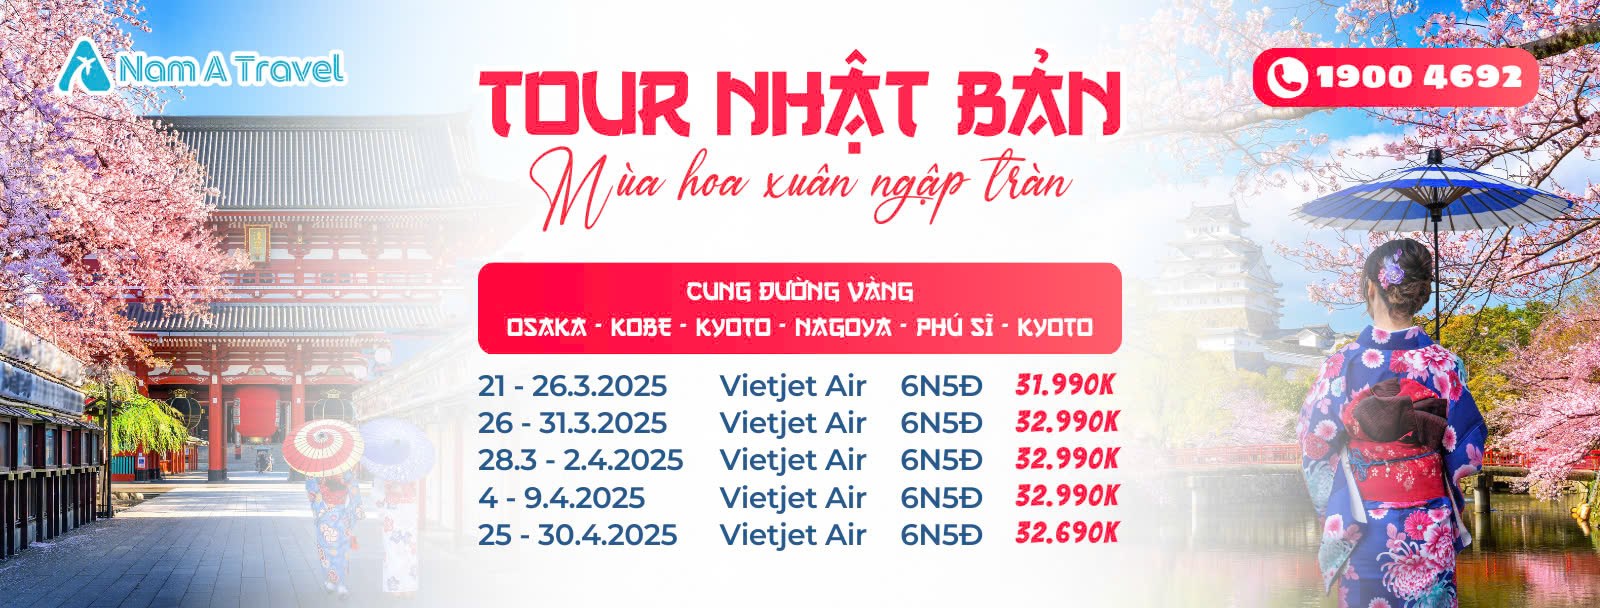 Nam A Travel
1900 4692
TOUR NHẬT BẢN
Mùa hoa xuân ngập tràn
CUNG ĐƯỜNG VÀNG
OSAKA - KOBE - KYOTO - NAGOYA - PHÚ SĨ - KYOTO
21 - 26.3.2025 Vietjet Air 6N5Đ 31.990K
26 - 31.3.2025 Vietjet Air 6N5Đ 32.990K
28.3 - 2.4.2025 Vietjet Air 6N5Đ 32.990K
4 - 9.4.2025 Vietjet Air 6N5Đ 32.990K
25 - 30.4.2025 Vietjet Air 6N5Đ 32.690K